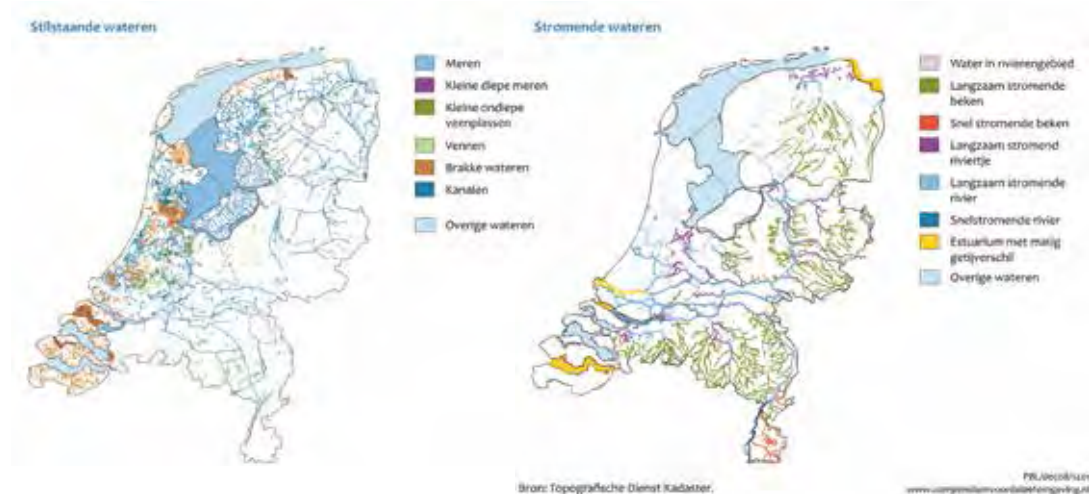 Stilstaande wateren
Meren
Kleine diepe meren
Kleine ondiepe
veenplassen
Vennen
Brakke wateren
Kanalen
Overige wateren
Stromende wateren
Water in rivierengebied
Langzaam stromende
beken
Snel stromende beken
Langzaam stromend
riviertje
Langzaam stromende
rivier
Snelstromende rivier
Estuarium met matig
getijverschil
Overige wateren
Bron: Topografische Dienst Kadaster.